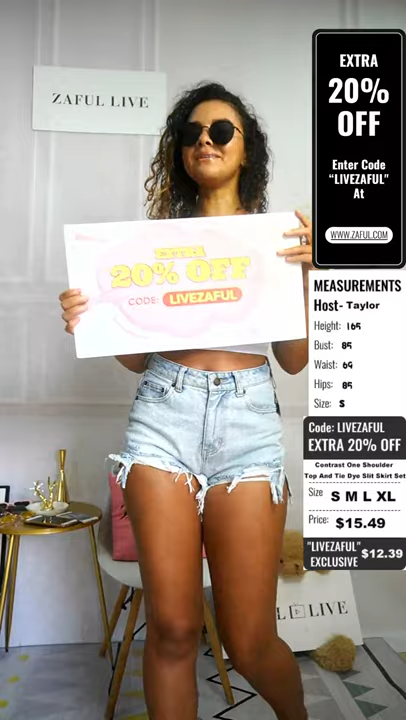 ZAFUL LIVE
EXTRA
20% OFF
CODE: LIVEZAFUL
EXTRA
20%
OFF
Enter Code
"LIVEZAFUL"
At
WWW.ZAFUL.COM
MEASUREMENTS
Host- Taylor
Height: 165
Bust: 85
Waist: 69
Hips: 85
Size: S
Code: LIVEZAFUL
EXTRA 20% OFF
Contrast One Shoulder
Top And Tie Dye Slit Skirt Set
Size S M L XL
Price: $15.49
"LIVEZAFUL" $12.39
EXCLUSIVE
LIVE